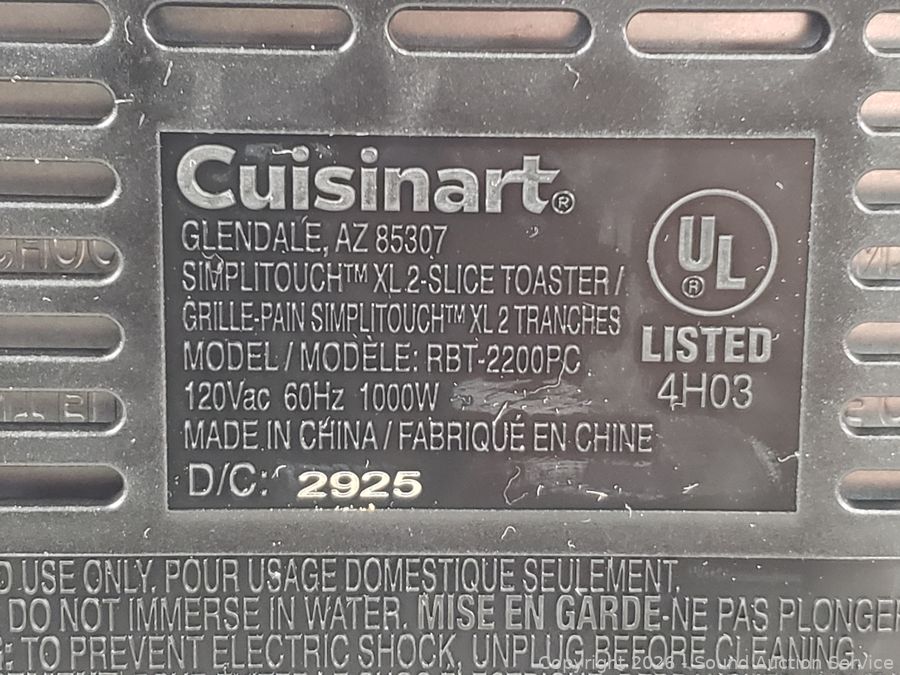 Cuisinart®
GLENDALE, AZ 85307
SIMPLITOUCH™ XL 2-SLICE TOASTER /
GRILLE-PAIN SIMPLITOUCH™ XL 2 TRANCHES
MODEL / MODÈLE: RBT-2200PC
120Vac 60Hz 1000W
MADE IN CHINA / FABRIQUÉ EN CHINE
D/C: 2925
UL ®
LISTED
4H03
USE ONLY. POUR USAGE DOMESTIQUE SEULEMENT.
DO NOT IMMERSE IN WATER. MISE EN GARDE-NE PAS PLONGER
: TO PREVENT ELECTRIC SHOCK, UNPLUG BEFORE CLEANING.
Copyright 2026 - Sound Auction Service